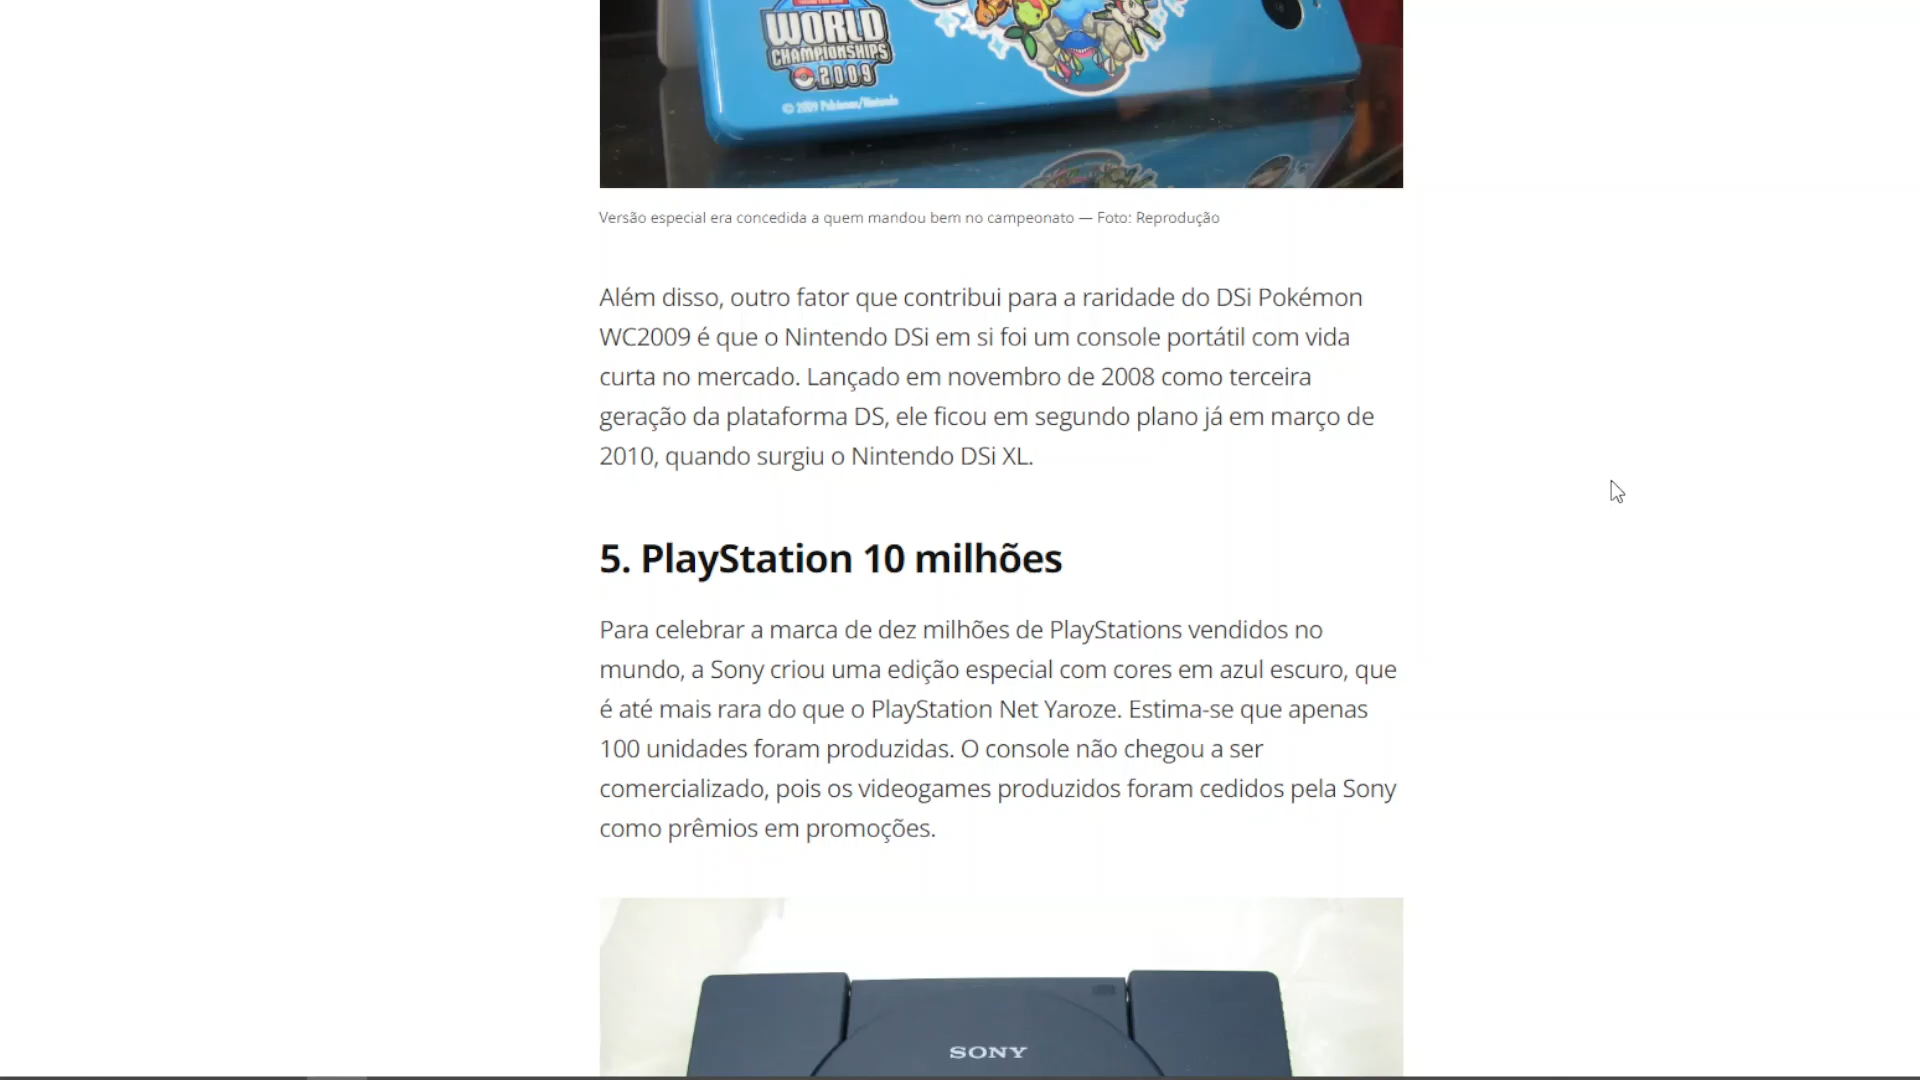 WORLD
CHAMPIONSHIPS
2009
© 2009 Pokémon/Nintendo
Versão especial era concedida a quem mandou bem no campeonato — Foto: Reprodução
Além disso, outro fator que contribui para a raridade do DSi Pokémon
WC2009 é que o Nintendo DSi em si foi um console portátil com vida
curta no mercado. Lançado em novembro de 2008 como terceira
geração da plataforma DS, ele ficou em segundo plano já em março de
2010, quando surgiu o Nintendo DSi XL.
5. PlayStation 10 milhões
Para celebrar a marca de dez milhões de PlayStations vendidos no
mundo, a Sony criou uma edição especial com cores em azul escuro, que
é até mais rara do que o PlayStation Net Yaroze. Estima-se que apenas
100 unidades foram produzidas. O console não chegou a ser
comercializado, pois os videogames produzidos foram cedidos pela Sony
como prêmios em promoções.
SONY